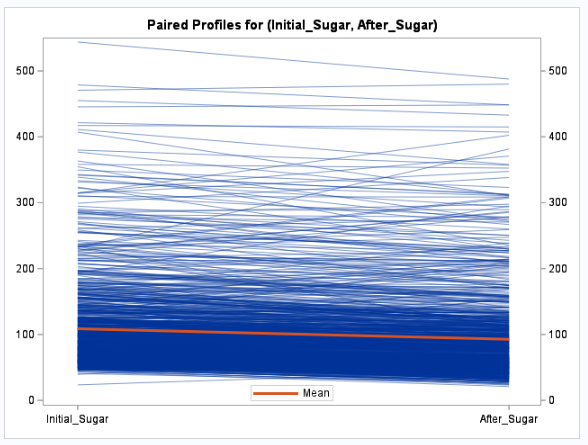 Paired Profiles for (Initial_Sugar, After_Sugar)
500 500
400 400
300 300
200 200
100 100
0 0
Mean
Initial_Sugar After_Sugar